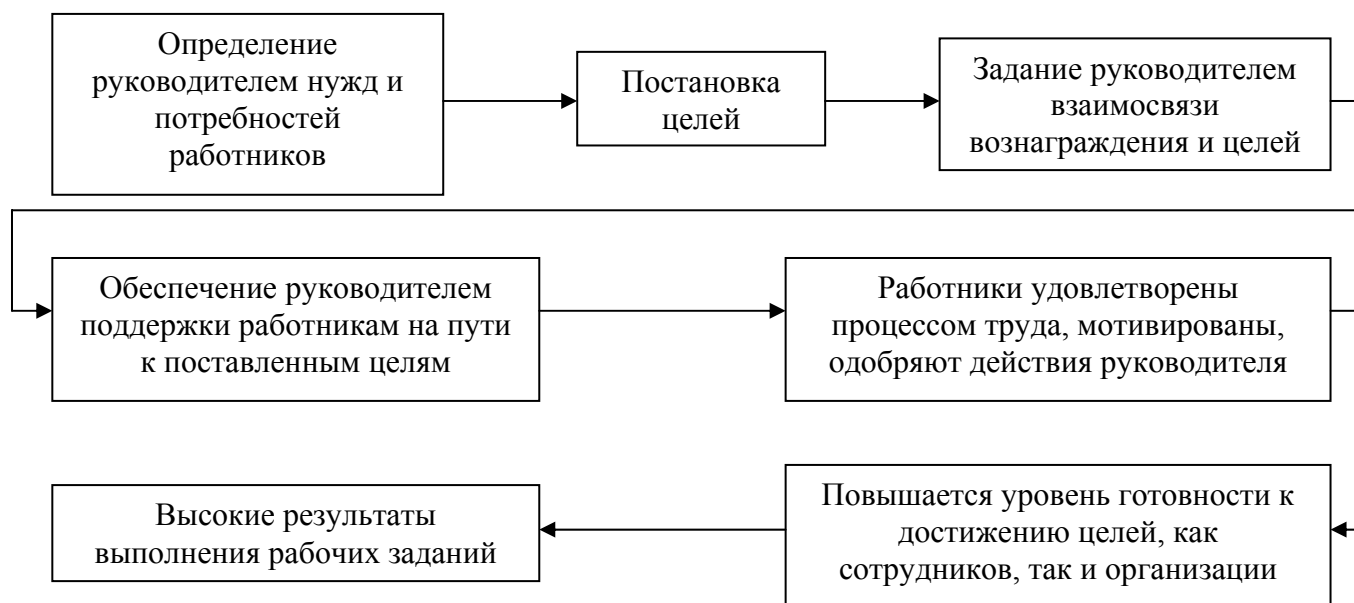 Определение
руководителем нужд и
потребностей
работников
Постановка
целей
Задание руководителем
взаимосвязи
вознаграждения и целей
Обеспечение руководителем
поддержки работникам на пути
к поставленным целям
Работники удовлетворены
процессом труда, мотивированы,
одобряют действия руководителя
Повышается уровень готовности к
достижению целей, как
сотрудников, так и организации
Высокие результаты
выполнения рабочих заданий